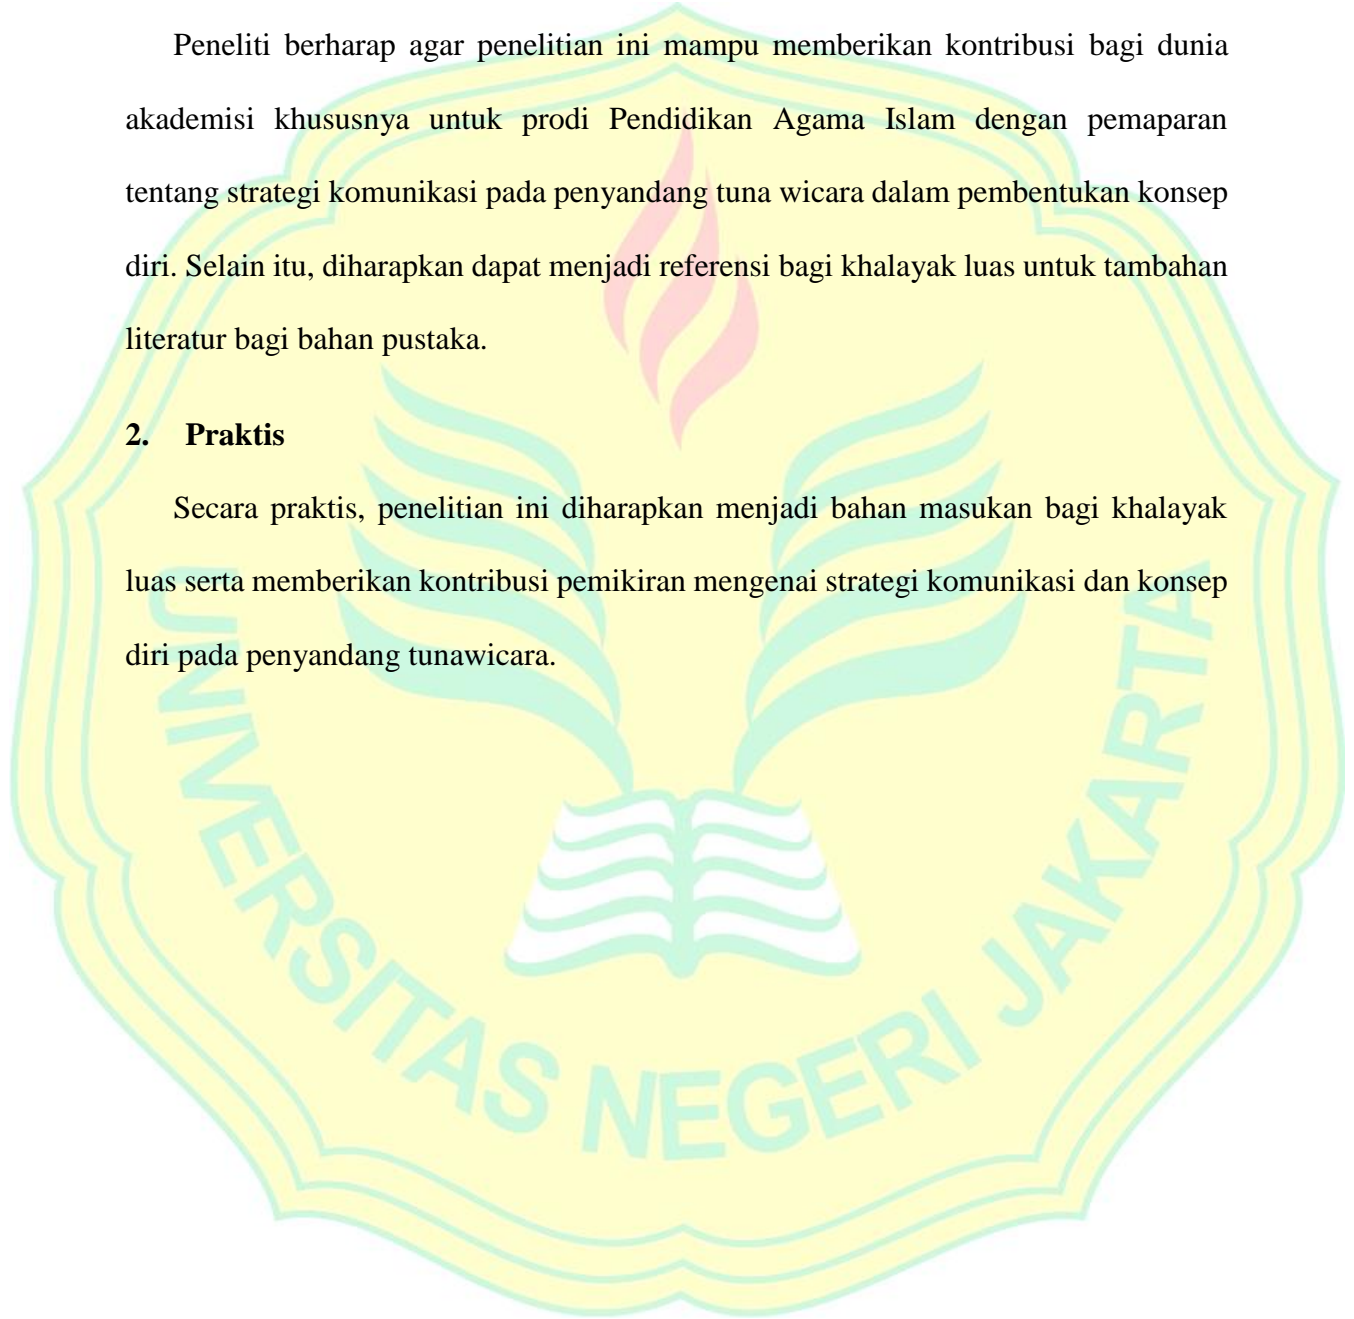 Peneliti berharap agar penelitian ini mampu memberikan kontribusi bagi dunia
akademisi khususnya untuk prodi Pendidikan Agama Islam dengan pemaparan
tentang strategi komunikasi pada penyandang tuna wicara dalam pembentukan konsep
diri. Selain itu, diharapkan dapat menjadi referensi bagi khalayak luas untuk tambahan
literatur bagi bahan pustaka.
2. Praktis
Secara praktis, penelitian ini diharapkan menjadi bahan masukan bagi khalayak
luas serta memberikan kontribusi pemikiran mengenai strategi komunikasi dan konsep
diri pada penyandang tunawicara.
UNIVERSITAS NEGERI JAKARTA